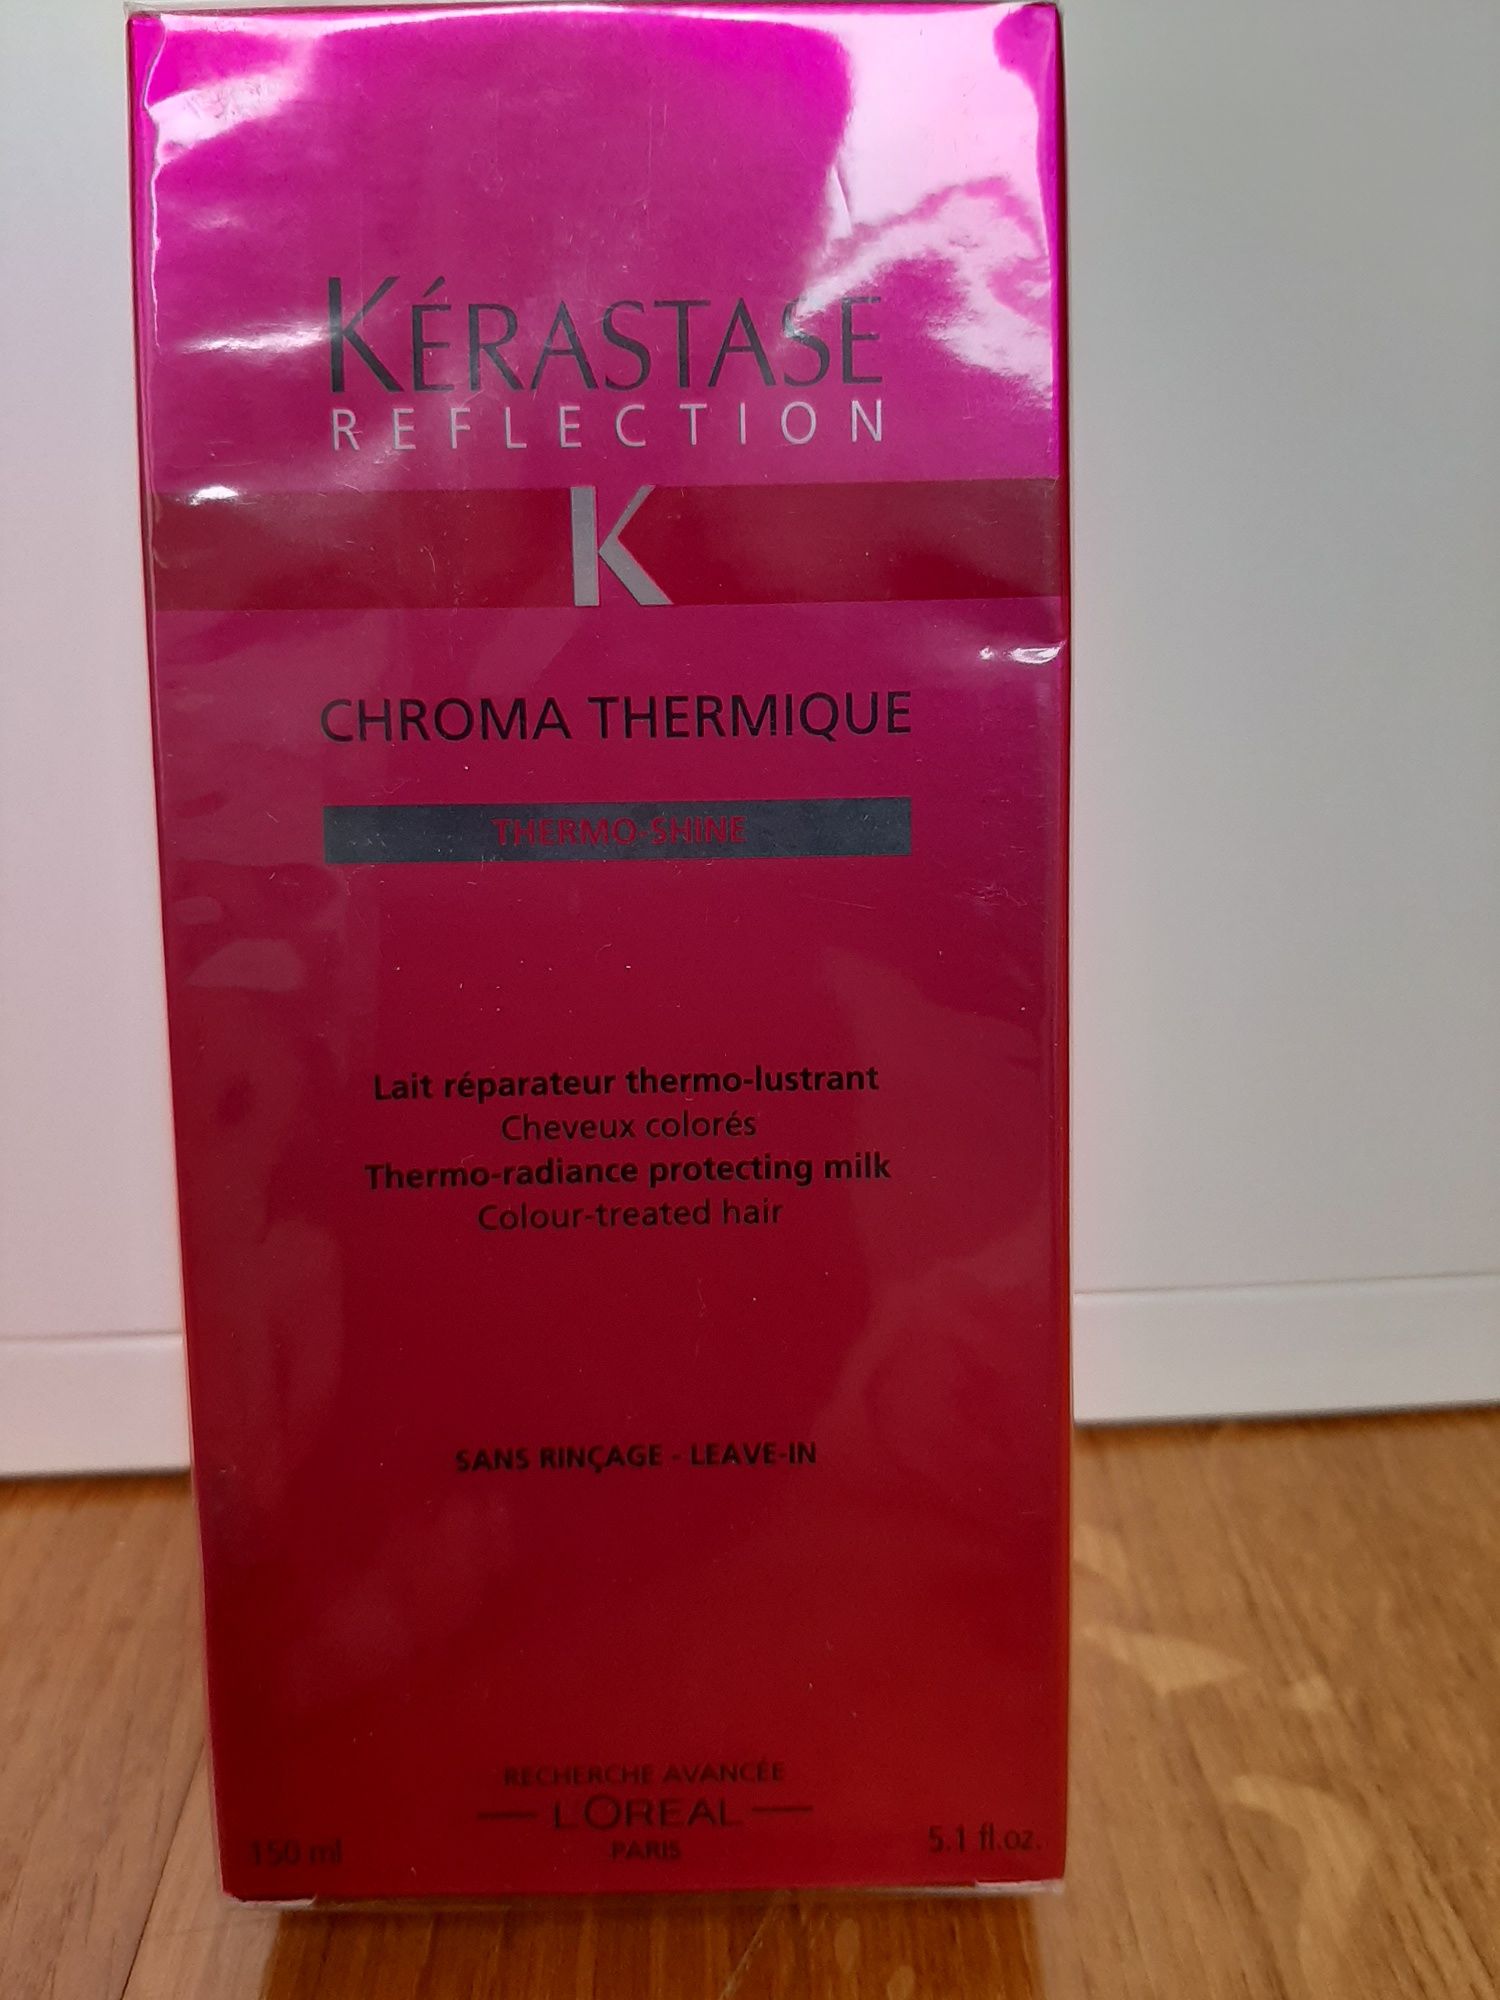 KÉRASTASE
REFLECTION
K
CHROMA THERMIQUE
THERMO-SHINE
Lait réparateur thermo-lustrant
Cheveux colorés
Thermo-radiance protecting milk
Colour-treated hair
SANS RINÇAGE - LEAVE-IN
RECHERCHE AVANCÉE
L'ORÉAL
PARIS
150 ml
5.1 fl.oz.